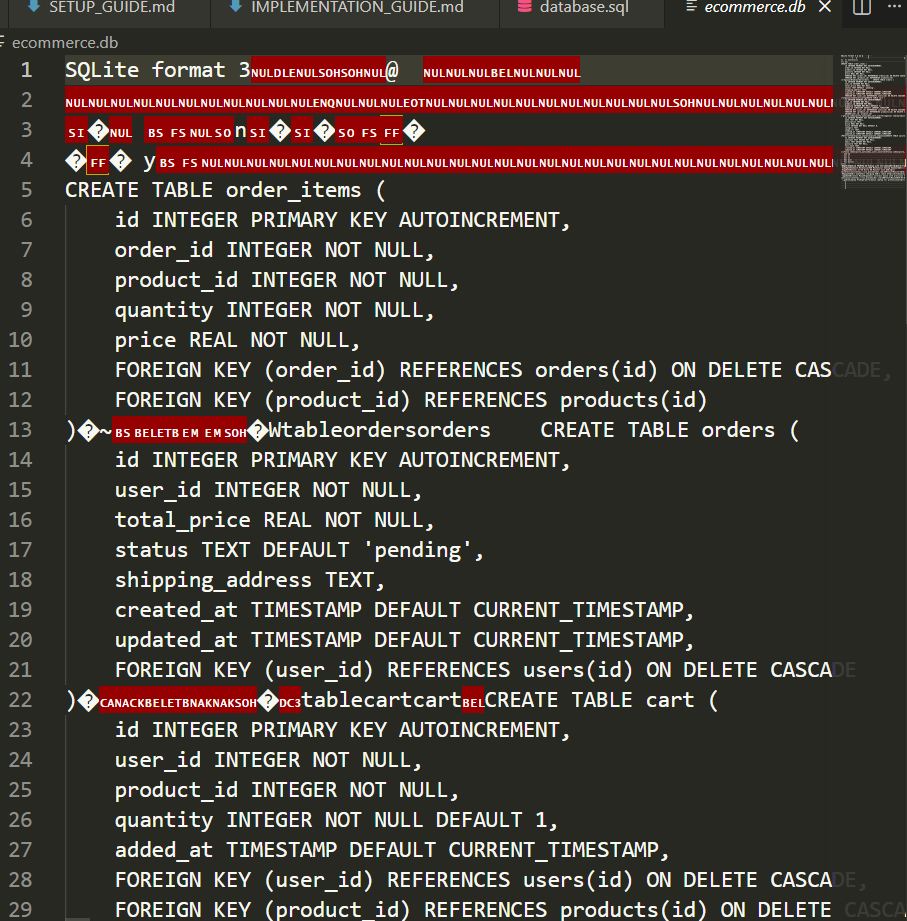 SETUP_GUIDE.md IMPLEMENTATION_GUIDE.md database.sql ecommerce.db
ecommerce.db
1 SQLite format 3NULDLENULSOHSOHNUL@ NULNULNULBELNULNULNUL
2 NULNULNULNULNULNULNULNULNULNULNULENQNULNULNULEOTNULNULNULNULNULNULNULNULNULNULNULSOHNULNULNULNULNULNUL
3 SI�NUL BS FS NULSOnSI�SI�SO FS FF�
4 �FF� yBS FS NULNULNULNULNULNULNULNULNULNULNULNULNULNULNULNULNULNULNULNULNULNULNULNULNULNULNULNUL
5 CREATE TABLE order_items (
6 id INTEGER PRIMARY KEY AUTOINCREMENT,
7 order_id INTEGER NOT NULL,
8 product_id INTEGER NOT NULL,
9 quantity INTEGER NOT NULL,
10 price REAL NOT NULL,
11 FOREIGN KEY (order_id) REFERENCES orders(id) ON DELETE CASCADE,
12 FOREIGN KEY (product_id) REFERENCES products(id)
13 )�~BS BELETB EM EM SOH�Wtableordersorders CREATE TABLE orders (
14 id INTEGER PRIMARY KEY AUTOINCREMENT,
15 user_id INTEGER NOT NULL,
16 total_price REAL NOT NULL,
17 status TEXT DEFAULT 'pending',
18 shipping_address TEXT,
19 created_at TIMESTAMP DEFAULT CURRENT_TIMESTAMP,
20 updated_at TIMESTAMP DEFAULT CURRENT_TIMESTAMP,
21 FOREIGN KEY (user_id) REFERENCES users(id) ON DELETE CASCADE
22 )�CANACKBELETBNAKNAKSOH�DC3tablecartcartBELCREATE TABLE cart (
23 id INTEGER PRIMARY KEY AUTOINCREMENT,
24 user_id INTEGER NOT NULL,
25 product_id INTEGER NOT NULL,
26 quantity INTEGER NOT NULL DEFAULT 1,
27 added_at TIMESTAMP DEFAULT CURRENT_TIMESTAMP,
28 FOREIGN KEY (user_id) REFERENCES users(id) ON DELETE CASCADE,
29 FOREIGN KEY (product_id) REFERENCES products(id) ON DELETE CASCA